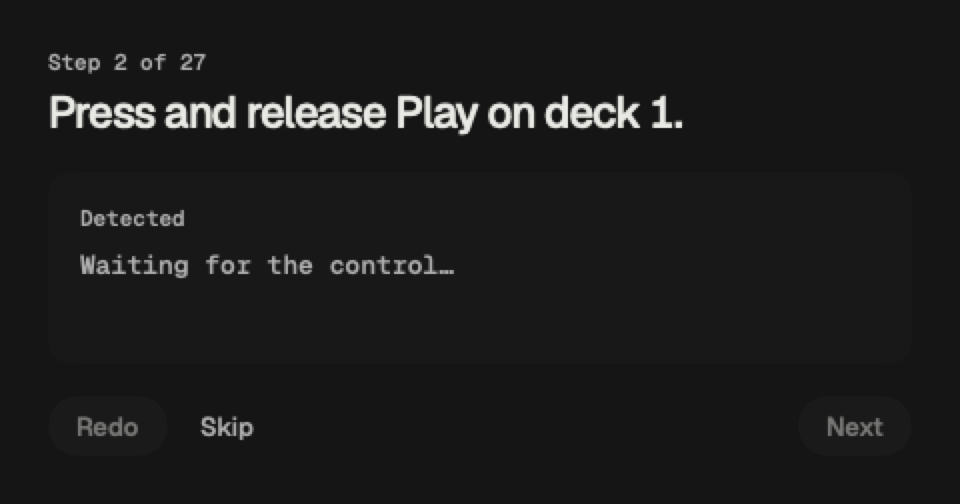 Step 2 of 27
Press and release Play on deck 1.
Detected
Waiting for the control…
Redo
Skip
Next